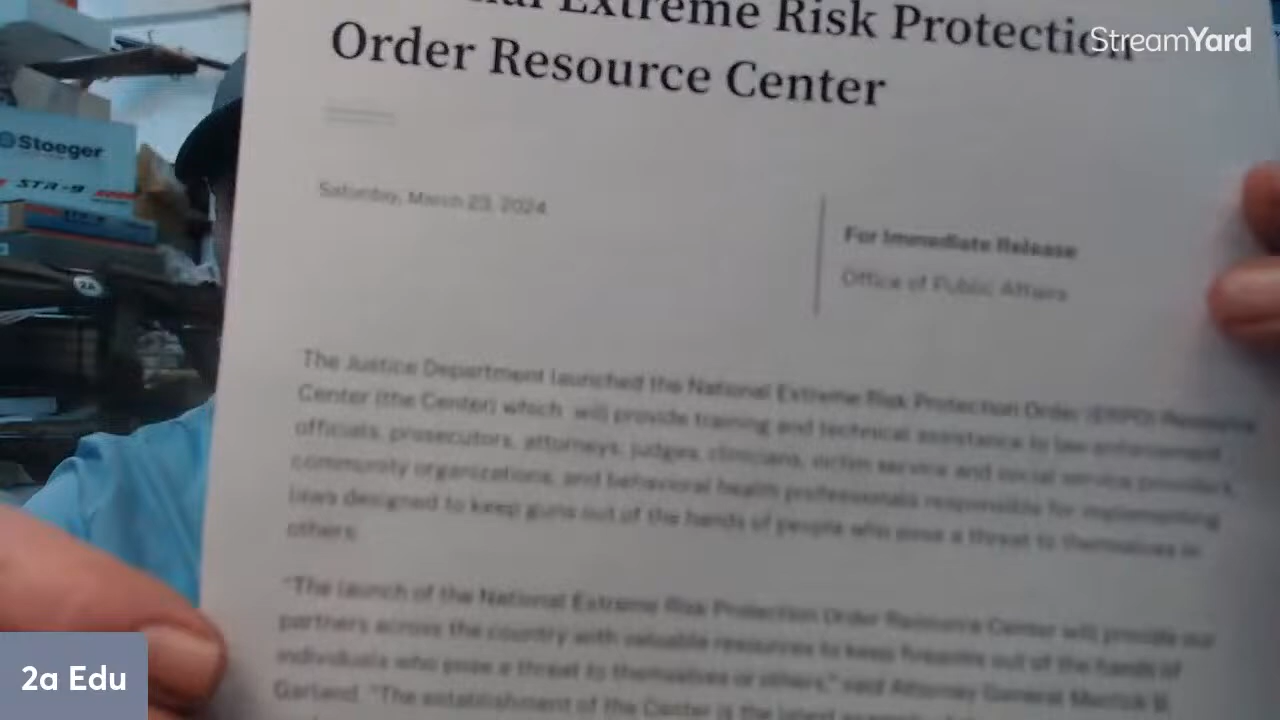 Extreme Risk Protection
Order Resource Center
StreamYard
Stoeger
STR-9
2A
Saturday, March 23, 2024
For Immediate Release
Office of Public Affairs
The Justice Department launched the National Extreme Risk Protection Order (ERPO) Resource
Center (the Center) which will provide training and technical assistance to law enforcement
officials, prosecutors, attorneys, judges, clinicians, victim service and social service providers,
community organizations, and behavioral health professionals responsible for implementing
laws designed to keep guns out of the hands of people who pose a threat to themselves or
others.
"The launch of the National Extreme Risk Protection Order Resource Center will provide our
partners across the country with valuable resources to keep firearms out of the hands of
individuals who pose a threat to themselves or others," said Attorney General Merrick B.
Garland. "The establishment of the Center is the latest
2a Edu